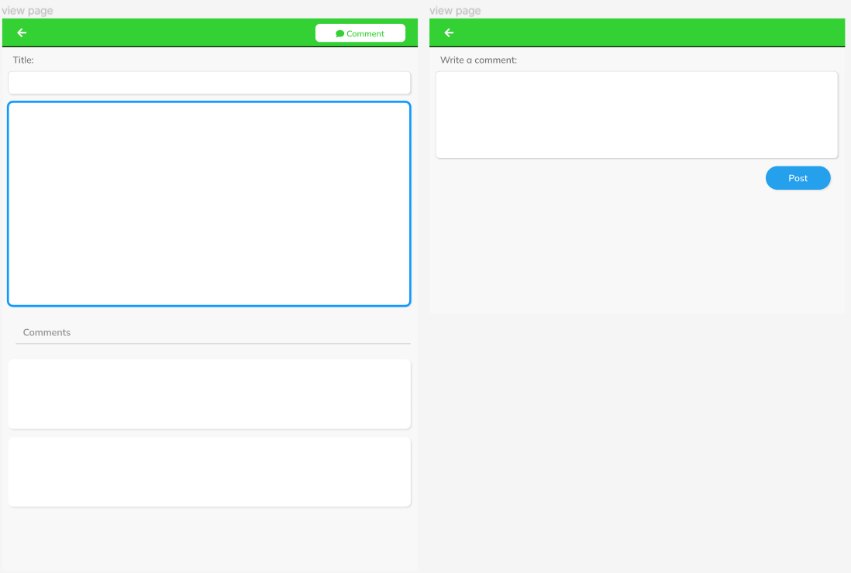 view page
Comment
Title:
Comments
view page
Write a comment:
Post